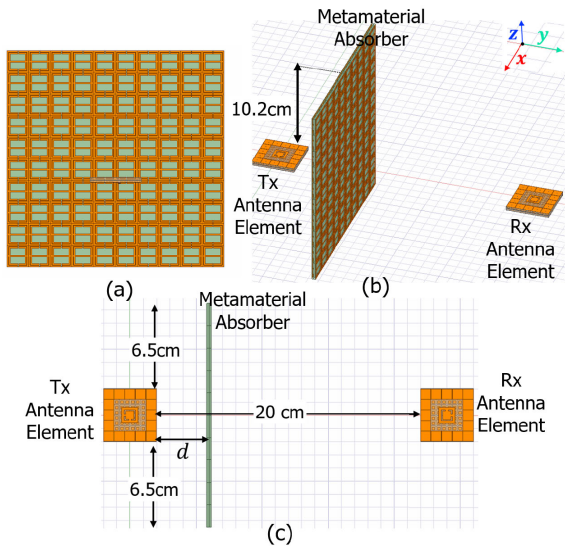 Metamaterial
Absorber
z
y
x
10.2cm
Tx
Antenna
Element
Rx
Antenna
Element
(a)
(b)
Metamaterial
Absorber
6.5cm
Tx
Antenna
Element
20 cm
Rx
Antenna
Element
d
6.5cm
(c)